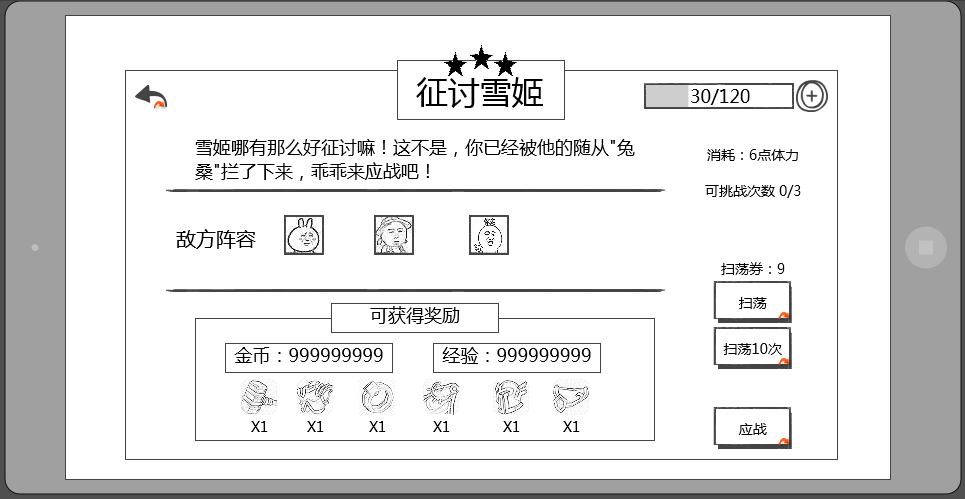 征讨雪姬
30/120
雪姬哪有那么好征讨嘛！这不是，你已经被他的随从"兔
桑"拦了下来，乖乖来应战吧！
消耗：6点体力
可挑战次数 0/3
敌方阵容
扫荡券：9
扫荡
扫荡10次
应战
可获得奖励
金币：999999999
经验：999999999
X1
X1
X1
X1
X1
X1